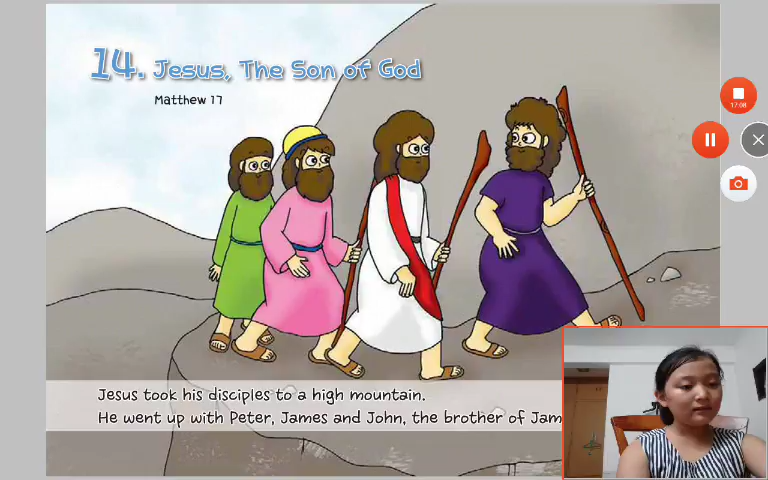 14. Jesus, The Son of God
Matthew 17
17:08
Jesus took his disciples to a high mountain.
He went up with Peter, James and John, the brother of